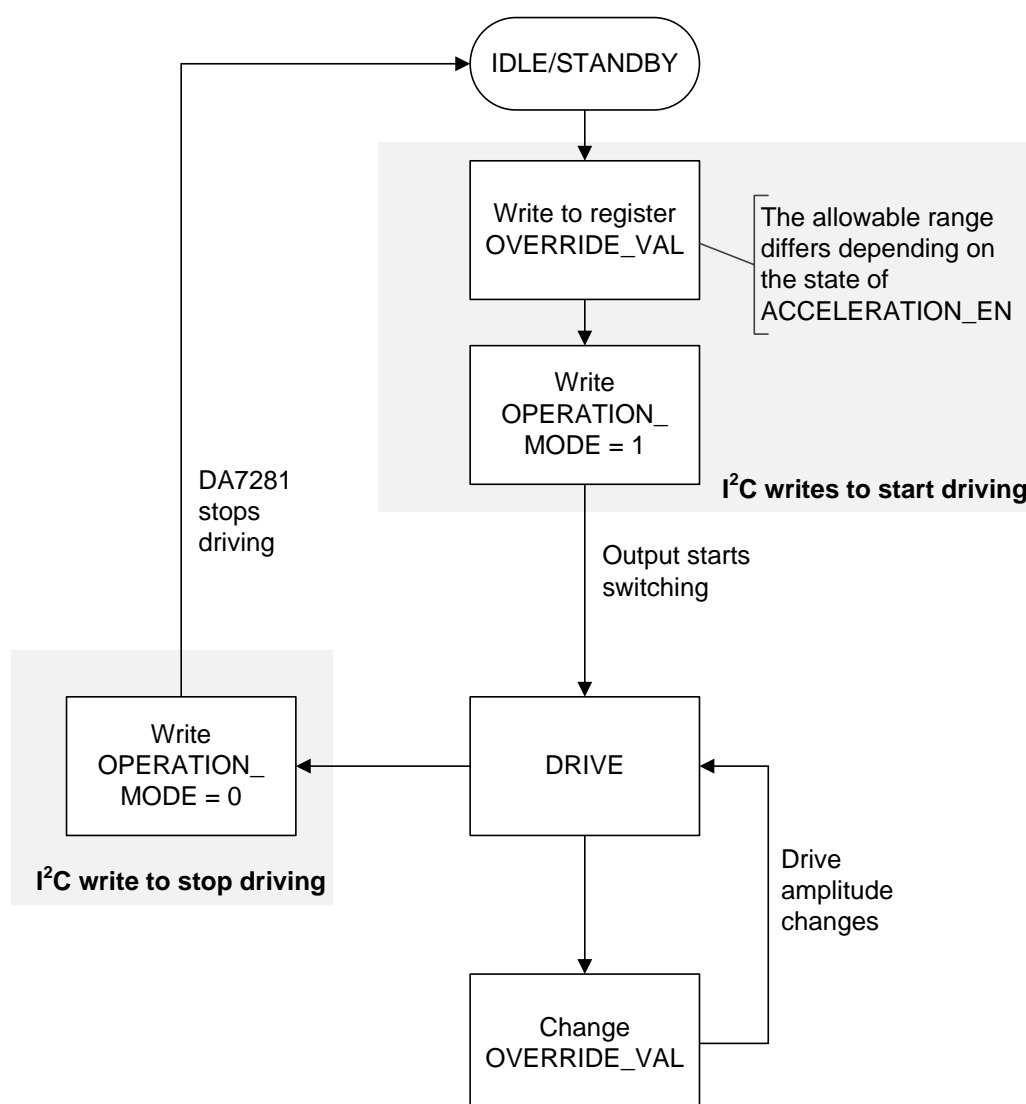 IDLE/STANDBY
Write to register
OVERRIDE_VAL
The allowable range
differs depending on
the state of
ACCELERATION_EN
Write
OPERATION_
MODE = 1
I²C writes to start driving
DA7281
stops
driving
Output starts
switching
Write
OPERATION_
MODE = 0
I²C write to stop driving
DRIVE
Drive
amplitude
changes
Change
OVERRIDE_VAL